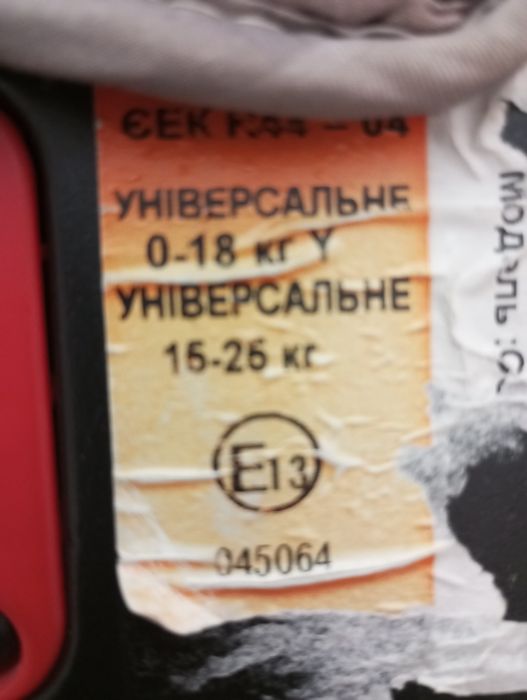 ЄЕК R44 – 04
УНІВЕРСАЛЬНЕ
0-18 кг Y
УНІВЕРСАЛЬНЕ
15-25 кг
E13
045064
Модель :